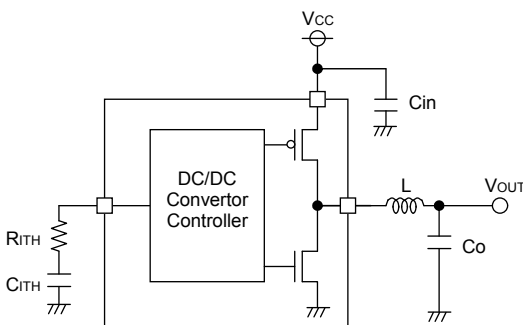 VCC
Cin
DC/DC
Convertor
Controller
L
VOUT
RITH
Co
CITH